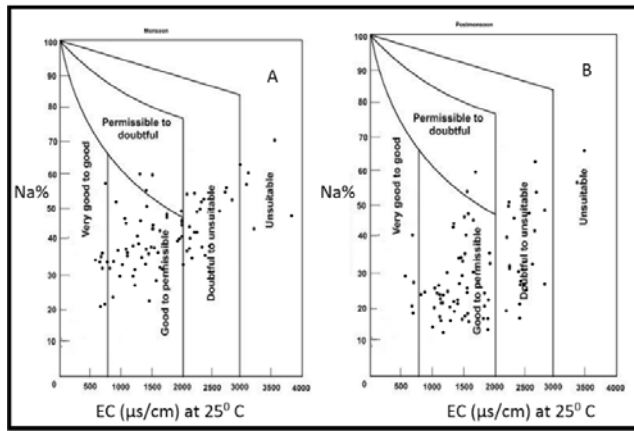 Monsoon
A
100
90
80
70
60
50
40
30
20
10
Na%
Very good to good
Permissible to
doubtful
Good to permissible
Doubtful to unsuitable
Unsuitable
500 1000 1500 2000 2500 3000 3500 4000
EC (µs/cm) at 25⁰ C
Postmonsoon
B
100
90
80
70
60
50
40
30
20
10
Na%
Very good to good
Permissible to
doubtful
Good to permissible
Doubtful to unsuitable
Unsuitable
500 1000 1500 2000 2500 3000 3500 4000
EC (µs/cm) at 25⁰ C